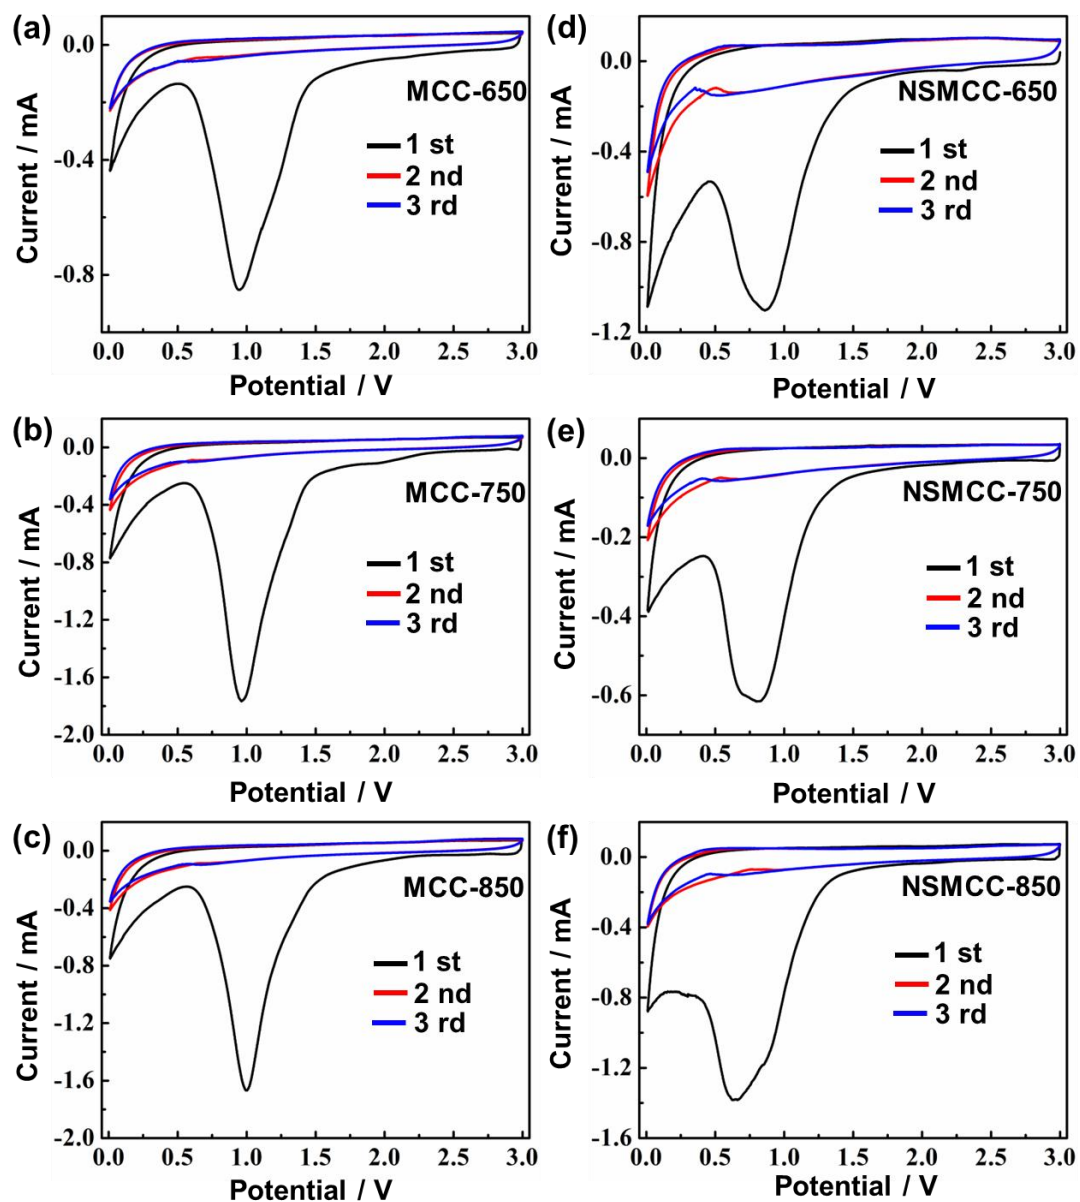 (a)
0.0
-0.4
-0.8
Current / mA
MCC-650
1 st
2 nd
3 rd
0.0 0.5 1.0 1.5 2.0 2.5 3.0
Potential / V
(d)
0.0
-0.4
-0.8
-1.2
Current / mA
NSMCC-650
1 st
2 nd
3 rd
0.0 0.5 1.0 1.5 2.0 2.5 3.0
Potential / V
(b)
0.0
-0.4
-0.8
-1.2
-1.6
-2.0
Current / mA
MCC-750
1 st
2 nd
3 rd
0.0 0.5 1.0 1.5 2.0 2.5 3.0
Potential / V
(e)
0.0
-0.2
-0.4
-0.6
Current / mA
NSMCC-750
1 st
2 nd
3 rd
0.0 0.5 1.0 1.5 2.0 2.5 3.0
Potential / V
(c)
0.0
-0.4
-0.8
-1.2
-1.6
-2.0
Current / mA
MCC-850
1 st
2 nd
3 rd
0.0 0.5 1.0 1.5 2.0 2.5 3.0
Potential / V
(f)
0.0
-0.4
-0.8
-1.2
-1.6
Current / mA
NSMCC-850
1 st
2 nd
3 rd
0.0 0.5 1.0 1.5 2.0 2.5 3.0
Potential / V